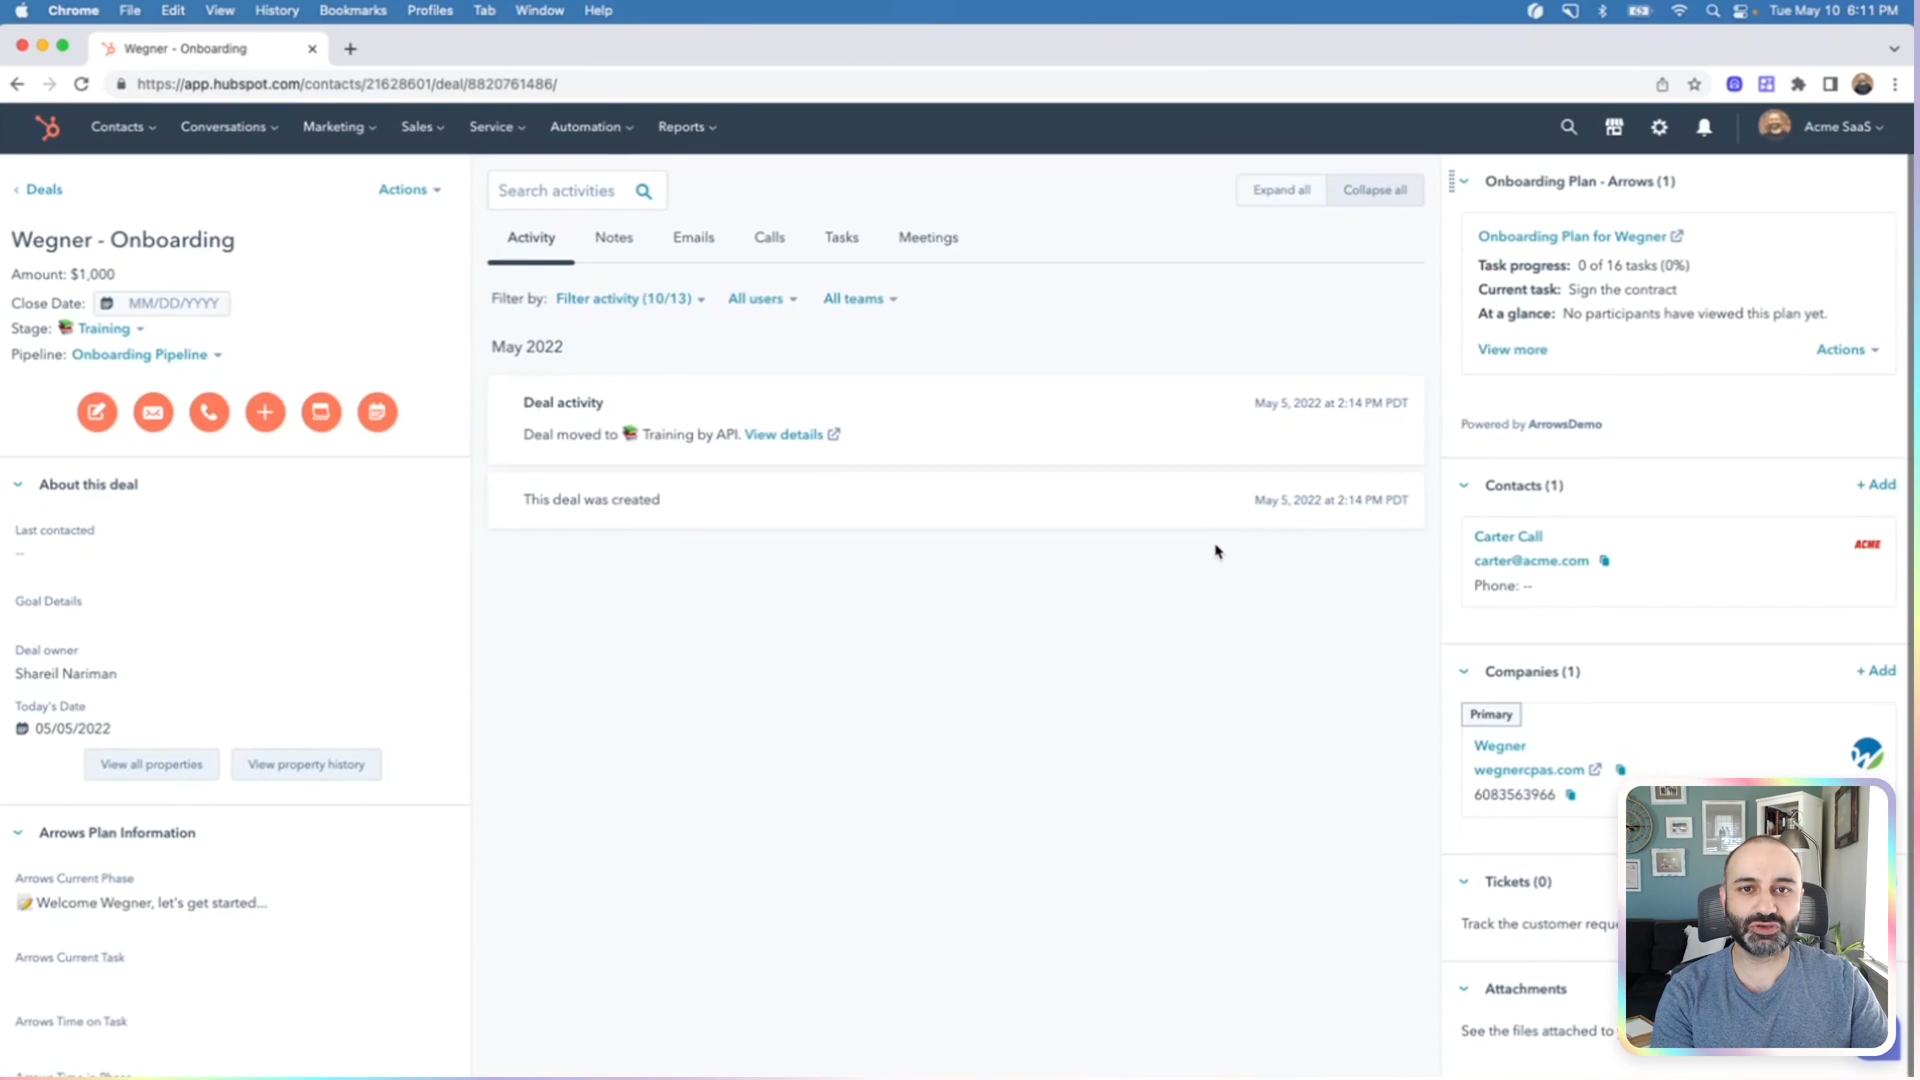 Chrome File Edit View History Bookmarks Profiles Tab Window Help Tue May 10 6:11 PM
Wegner - Onboarding
https://app.hubspot.com/contacts/21628601/deal/8820761486/
Contacts Conversations Marketing Sales Service Automation Reports Acme SaaS
Deals Actions
Wegner - Onboarding
Amount: $1,000
Close Date: MM/DD/YYYY
Stage: Training
Pipeline: Onboarding Pipeline
About this deal
Last contacted
--
Goal Details
Deal owner
Shareil Nariman
Today's Date
05/05/2022
View all properties View property history
Arrows Plan Information
Arrows Current Phase
Welcome Wegner, let's get started...
Arrows Current Task
Arrows Time on Task
Search activities Expand all Collapse all
Activity Notes Emails Calls Tasks Meetings
Filter by: Filter activity (10/13) All users All teams
May 2022
Deal activity May 5, 2022 at 2:14 PM PDT
Deal moved to Training by API. View details
This deal was created May 5, 2022 at 2:14 PM PDT
Onboarding Plan - Arrows (1)
Onboarding Plan for Wegner
Task progress: 0 of 16 tasks (0%)
Current task: Sign the contract
At a glance: No participants have viewed this plan yet.
View more Actions
Powered by ArrowsDemo
Contacts (1) + Add
Carter Call ACME
carter@acme.com
Phone: --
Companies (1) + Add
Primary
Wegner
wegnercpas.com
6083563966
Tickets (0)
Track the customer reque
Attachments
See the files attached to